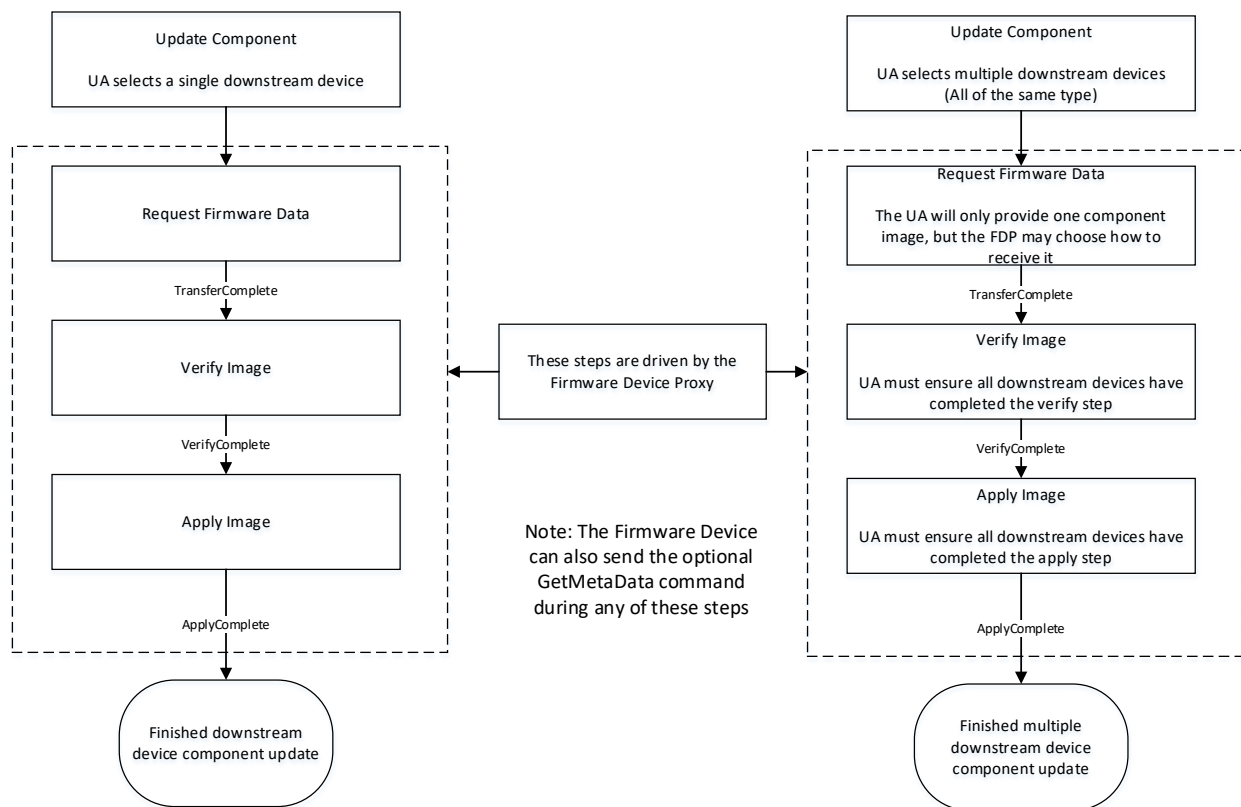 Update Component
UA selects a single downstream device
Request Firmware Data
TransferComplete
Verify Image
VerifyComplete
Apply Image
ApplyComplete
Finished downstream
device component update
These steps are driven by the
Firmware Device Proxy
Note: The Firmware Device
can also send the optional
GetMetaData command
during any of these steps
Update Component
UA selects multiple downstream devices
(All of the same type)
Request Firmware Data
The UA will only provide one component
image, but the FDP may choose how to
receive it
TransferComplete
Verify Image
UA must ensure all downstream devices have
completed the verify step
VerifyComplete
Apply Image
UA must ensure all downstream devices have
completed the apply step
ApplyComplete
Finished multiple
downstream device
component update